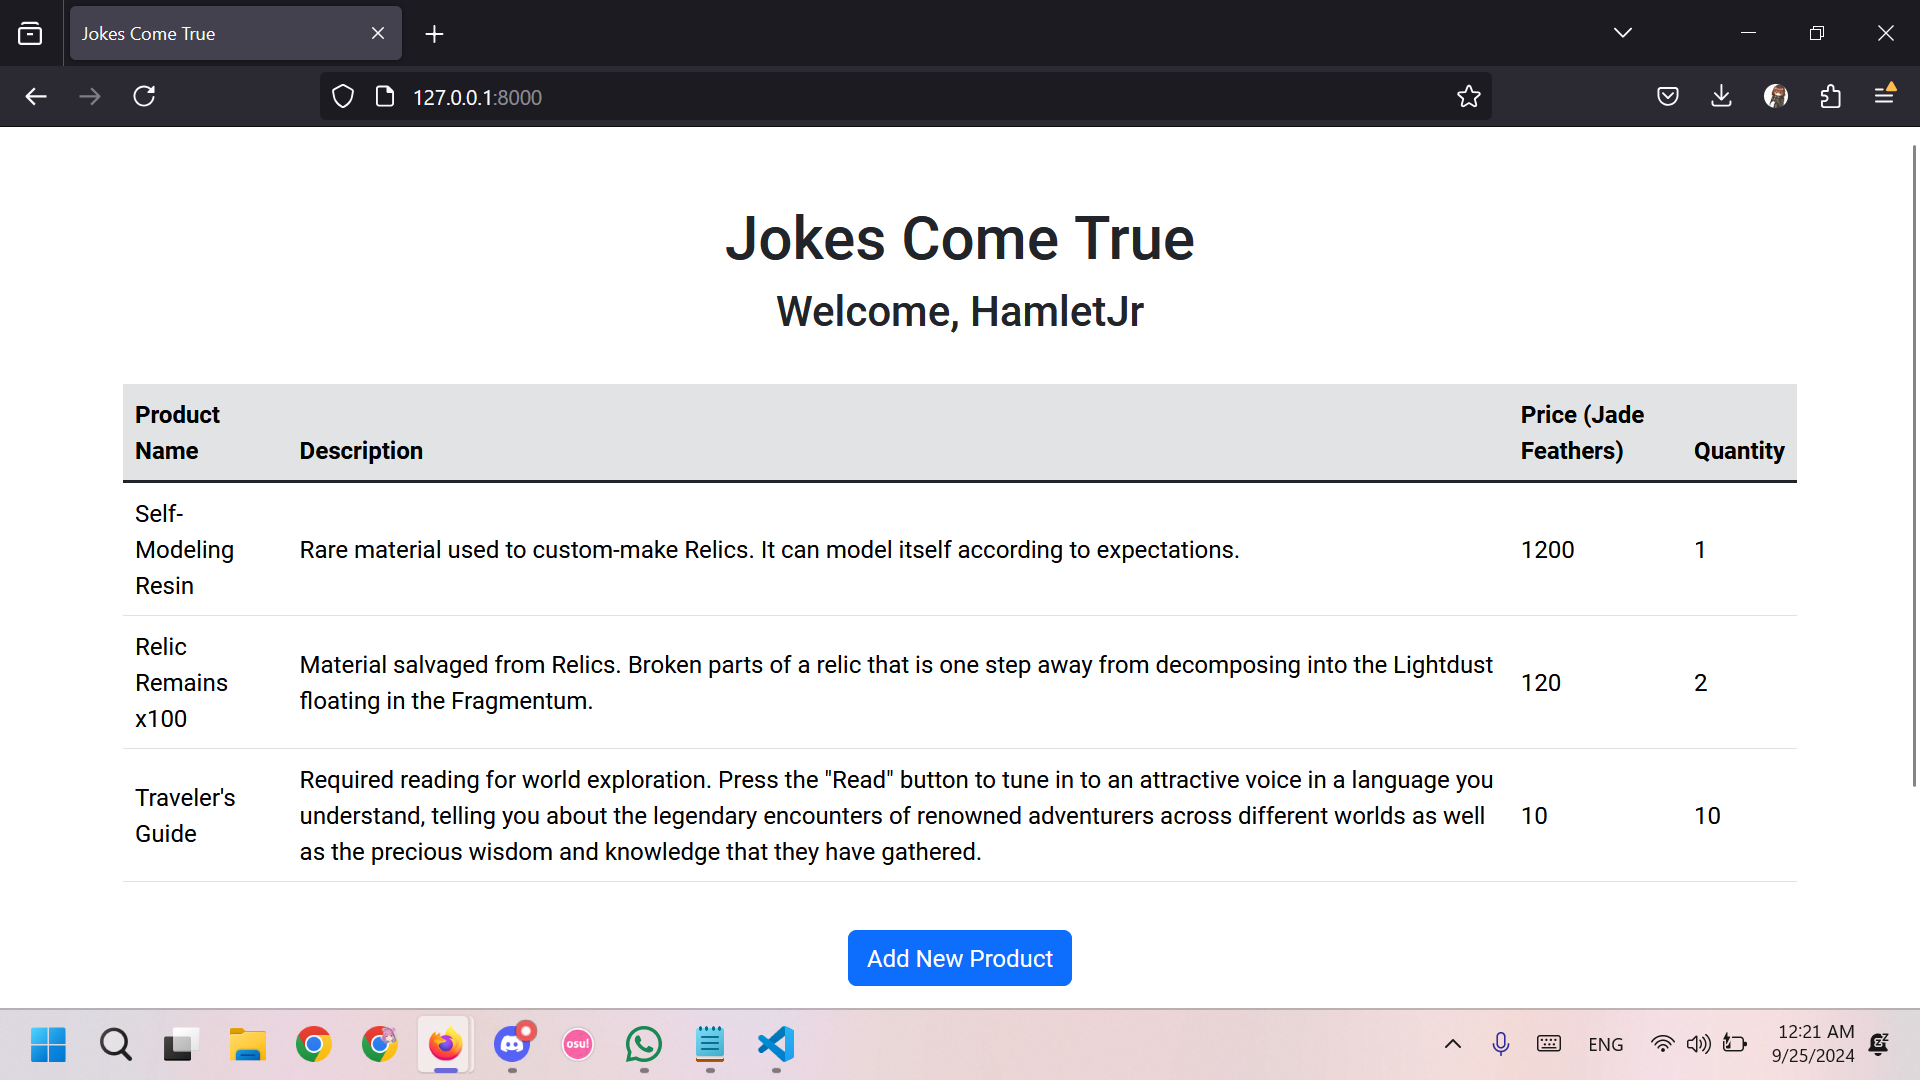 Jokes Come True
127.0.0.1:8000
Jokes Come True
Welcome, HamletJr
Product
Name
Description
Price (Jade
Feathers)
Quantity
Self-
Modeling
Resin
Rare material used to custom-make Relics. It can model itself according to expectations.
1200
1
Relic
Remains
x100
Material salvaged from Relics. Broken parts of a relic that is one step away from decomposing into the Lightdust
floating in the Fragmentum.
120
2
Traveler's
Guide
Required reading for world exploration. Press the "Read" button to tune in to an attractive voice in a language you
understand, telling you about the legendary encounters of renowned adventurers across different worlds as well
as the precious wisdom and knowledge that they have gathered.
10
10
Add New Product
osu!
ENG
12:21 AM
9/25/2024